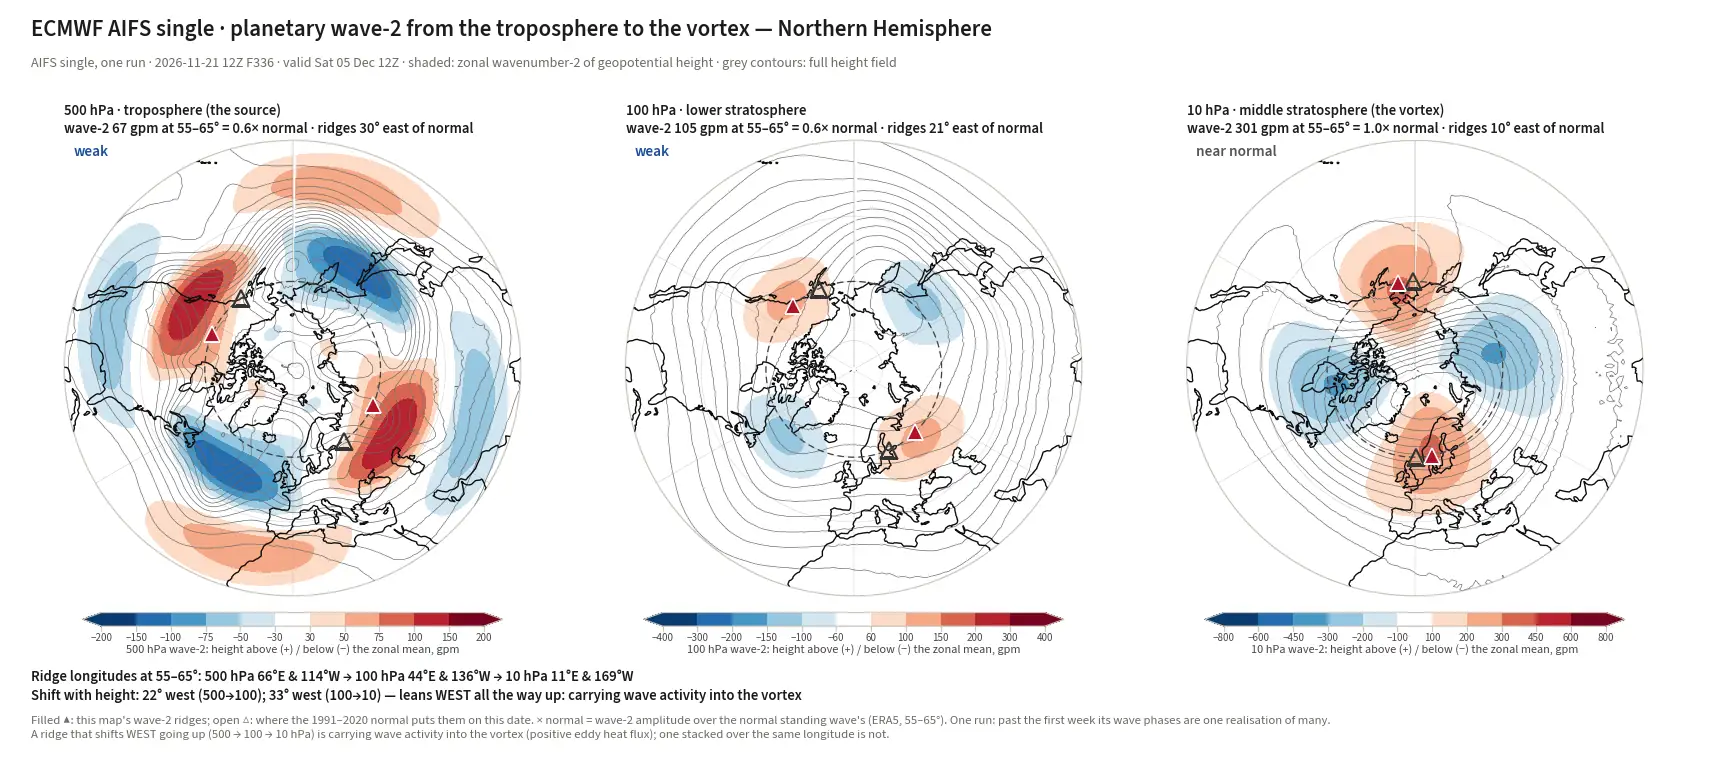 ECMWF AIFS single · planetary wave-2 from the troposphere to the vortex — Northern Hemisphere
AIFS single, one run · 2026-11-21 12Z F336 · valid Sat 05 Dec 12Z · shaded: zonal wavenumber-2 of geopotential height · grey contours: full height field
500 hPa · troposphere (the source)
wave-2 67 gpm at 55–65° = 0.6× normal · ridges 30° east of normal
weak
100 hPa · lower stratosphere
wave-2 105 gpm at 55–65° = 0.6× normal · ridges 21° east of normal
weak
10 hPa · middle stratosphere (the vortex)
wave-2 301 gpm at 55–65° = 1.0× normal · ridges 10° east of normal
near normal
−200 −150 −100 −75 −50 −30 30 50 75 100 150 200
500 hPa wave-2: height above (+) / below (−) the zonal mean, gpm
−400 −300 −200 −150 −100 −60 60 100 150 200 300 400
100 hPa wave-2: height above (+) / below (−) the zonal mean, gpm
−800 −600 −450 −300 −200 −100 100 200 300 450 600 800
10 hPa wave-2: height above (+) / below (−) the zonal mean, gpm
Ridge longitudes at 55–65°: 500 hPa 66°E & 114°W → 100 hPa 44°E & 136°W → 10 hPa 11°E & 169°W
Shift with height: 22° west (500→100); 33° west (100→10) — leans WEST all the way up: carrying wave activity into the vortex
Filled ▲: this map's wave-2 ridges; open △: where the 1991–2020 normal puts them on this date. × normal = wave-2 amplitude over the normal standing wave's (ERA5, 55–65°). One run: past the first week its wave phases are one realisation of many.
A ridge that shifts WEST going up (500 → 100 → 10 hPa) is carrying wave activity into the vortex (positive eddy heat flux); one stacked over the same longitude is not.